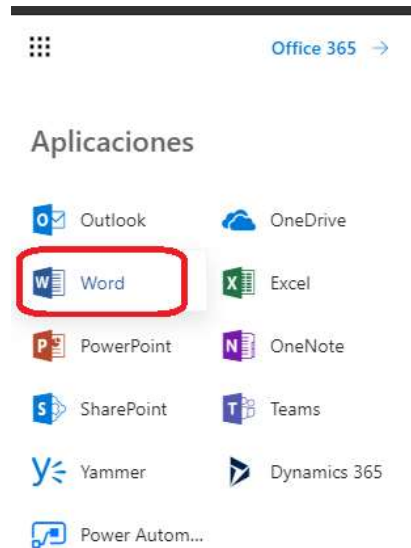 Office 365 →
Aplicaciones
Outlook OneDrive
Word Excel
PowerPoint OneNote
SharePoint Teams
Yammer Dynamics 365
Power Autom...